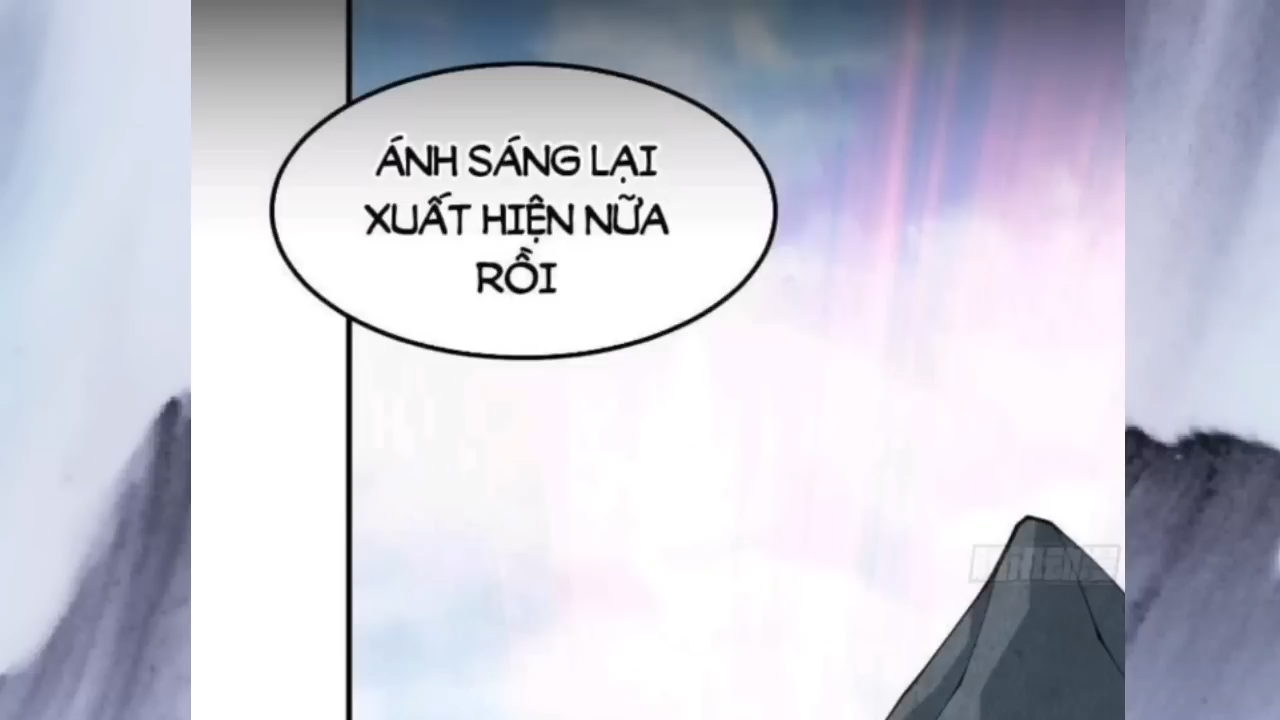 ÁNH SÁNG LẠI
XUẤT HIỆN NỮA
RỒI